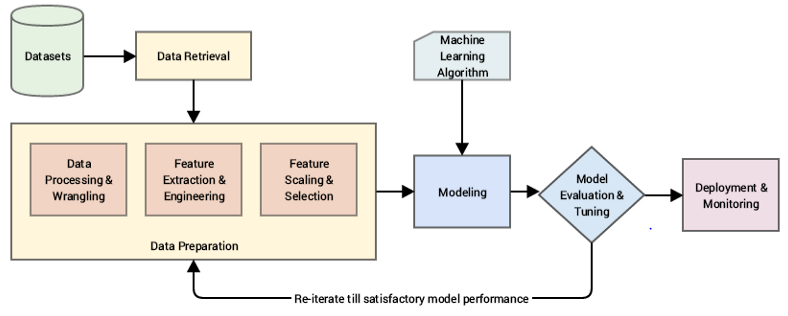 Datasets
Data Retrieval
Machine
Learning
Algorithm
Data
Processing &
Wrangling
Feature
Extraction &
Engineering
Feature
Scaling &
Selection
Data Preparation
Modeling
Model
Evaluation &
Tuning
Deployment &
Monitoring
Re-iterate till satisfactory model performance